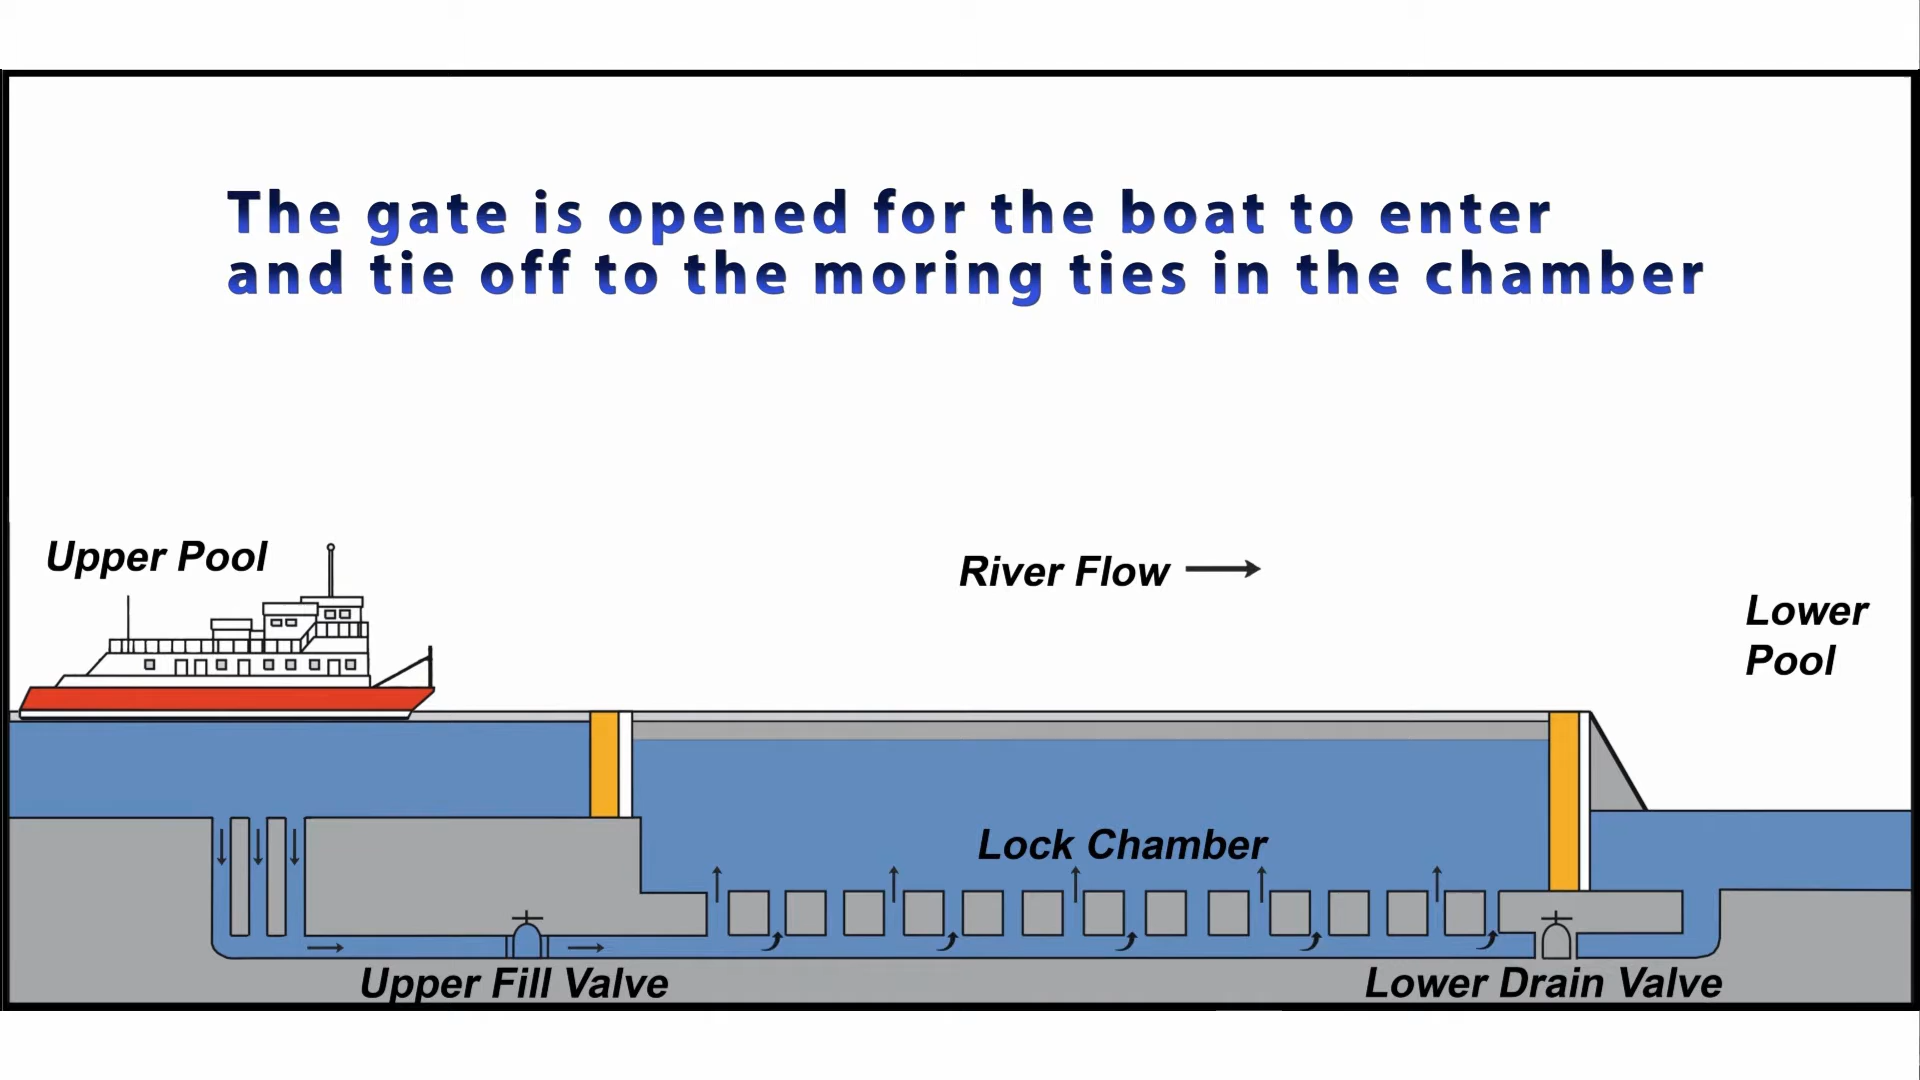 The gate is opened for the boat to enter
and tie off to the moring ties in the chamber
Upper Pool
River Flow
Lower
Pool
Lock Chamber
Upper Fill Valve
Lower Drain Valve